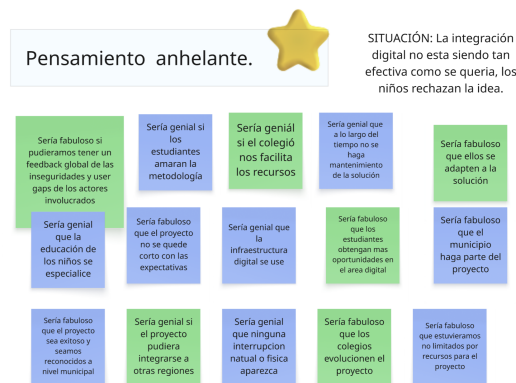 Pensamiento anhelante.
SITUACIÓN: La integración
digital no esta siendo tan
efectiva como se queria, los
niños rechazan la idea.
Sería fabuloso si
pudieramos tener un
feedback global de las
inseguridades y user
gaps de los actores
involucrados
Sería genial si
los
estudiantes
amaran la
metodología
Sería geniál
si el colegió
nos facilita
los recursos
Sería genial que
a lo largo del
tiempo no se
haga
mantenimiento
de la solución
Sería fabuloso
que ellos se
adapten a la
solución
Sería genial
que la
educación de
los niños se
especialice
Sería fabuloso
que el proyecto
no se quede
corto con las
expectativas
Sería genial que
la
infraestructura
digital se use
Sería fabuloso
que los
estudiantes
obtengan mas
oportunidades en
el area digital
Sería fabuloso
que el
municipio
haga parte del
proyecto
Sería fabuloso
que el proyecto
sea exitoso y
seamos
reconocidos a
nivel municipal
Sería genial si
el proyecto
pudiera
integrarse a
otras regiones
Sería genial
que ninguna
interrupcion
natual o fisica
aparezca
Sería fabuloso
que los
colegios
evolucionen el
proyecto
Sería fabuloso
que estuvieramos
no limitados por
recursos para el
proyecto